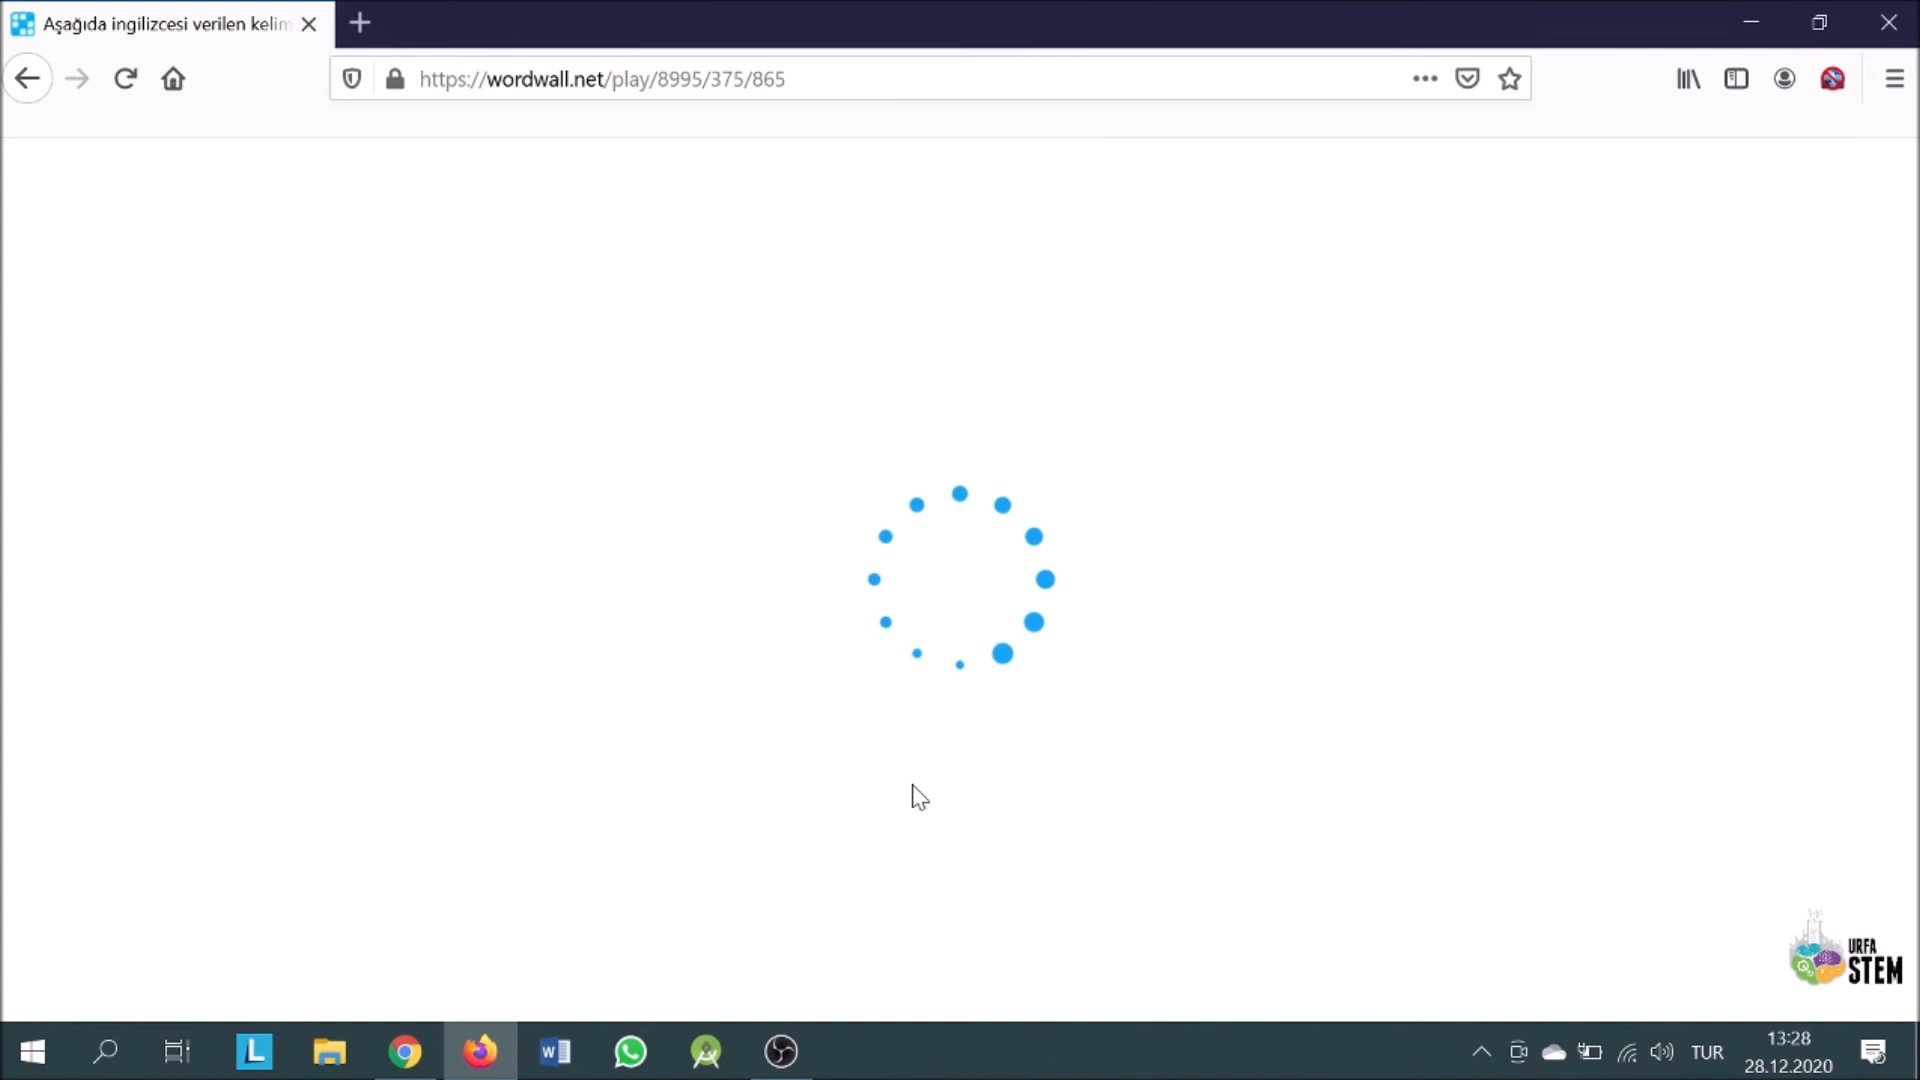 Aşağıda ingilizcesi verilen kelim
https://wordwall.net/play/8995/375/865
URFA
STEM
TUR
13:28
28.12.2020